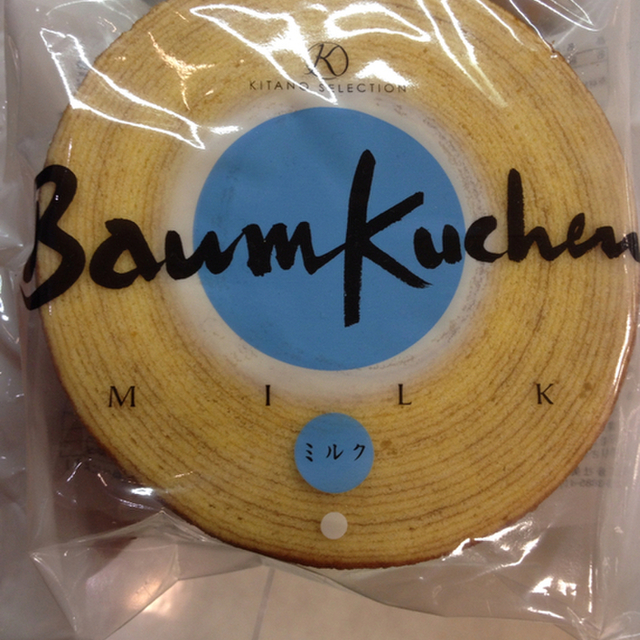 KITANO SELECTION
BaumKuchen
MILK
ミルク